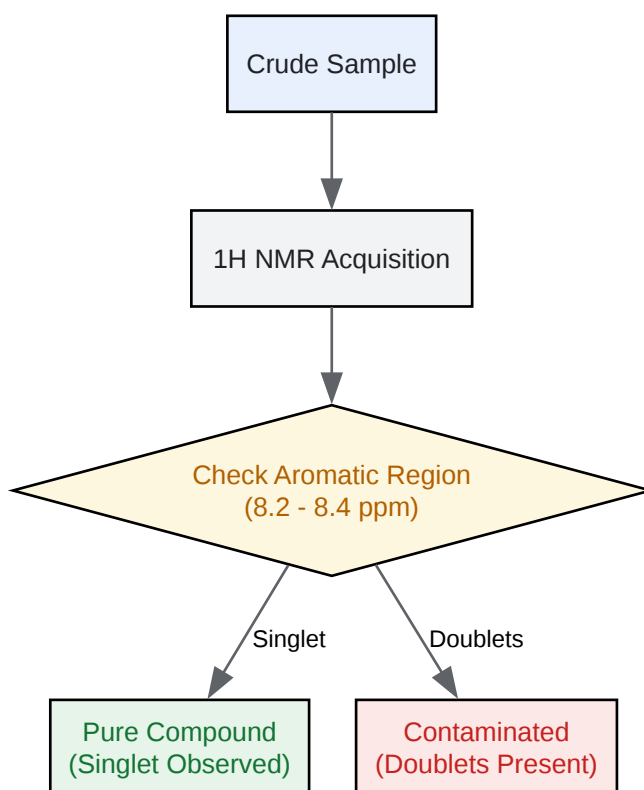 Crude Sample
1H NMR Acquisition
Check Aromatic Region
(8.2 - 8.4 ppm)
Singlet
Doublets
Pure Compound
(Singlet Observed)
Contaminated
(Doublets Present)